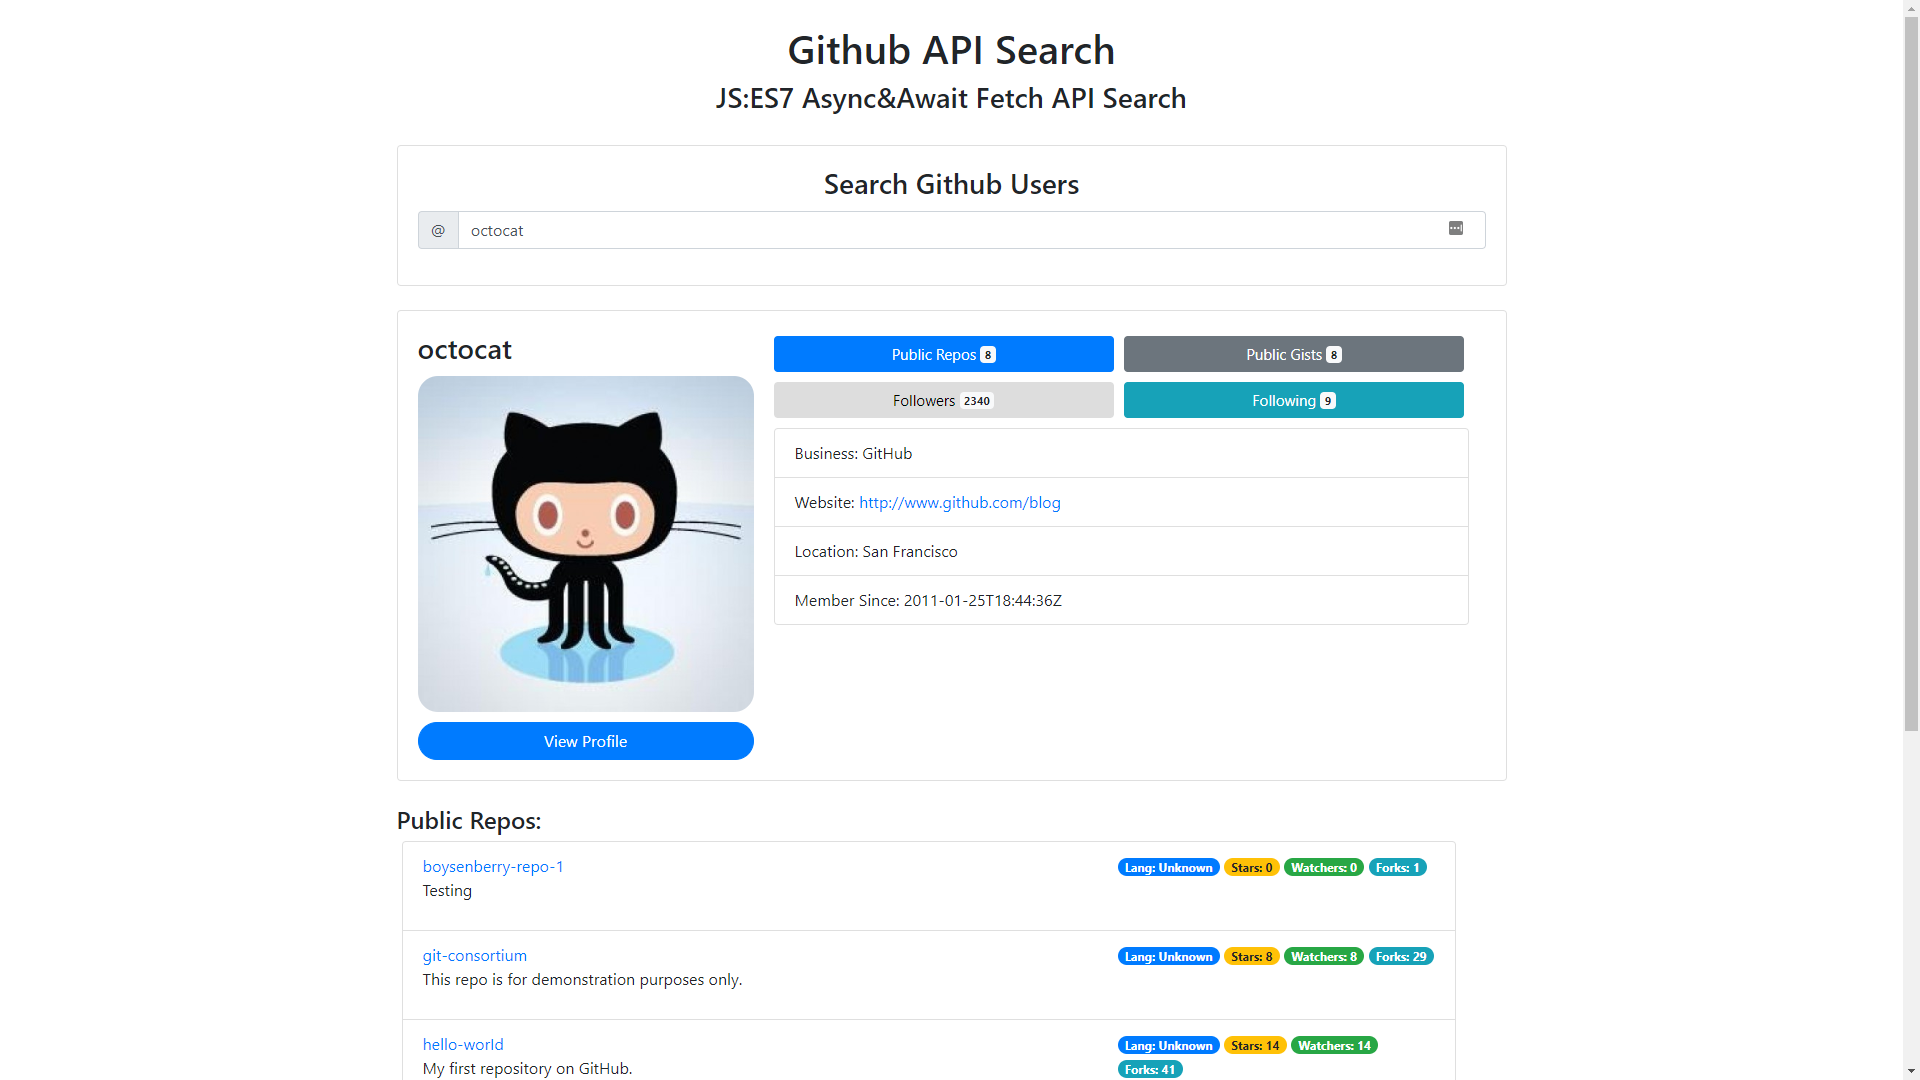 Github API Search
JS:ES7 Async&Await Fetch API Search
Search Github Users
@ octocat
octocat
Public Repos 8
Public Gists 8
Followers 2340
Following 9
Business: GitHub
Website: http://www.github.com/blog
Location: San Francisco
Member Since: 2011-01-25T18:44:36Z
View Profile
Public Repos:
boysenberry-repo-1
Testing
Lang: Unknown Stars: 0 Watchers: 0 Forks: 1
git-consortium
This repo is for demonstration purposes only.
Lang: Unknown Stars: 8 Watchers: 8 Forks: 29
hello-world
My first repository on GitHub.
Lang: Unknown Stars: 14 Watchers: 14
Forks: 41